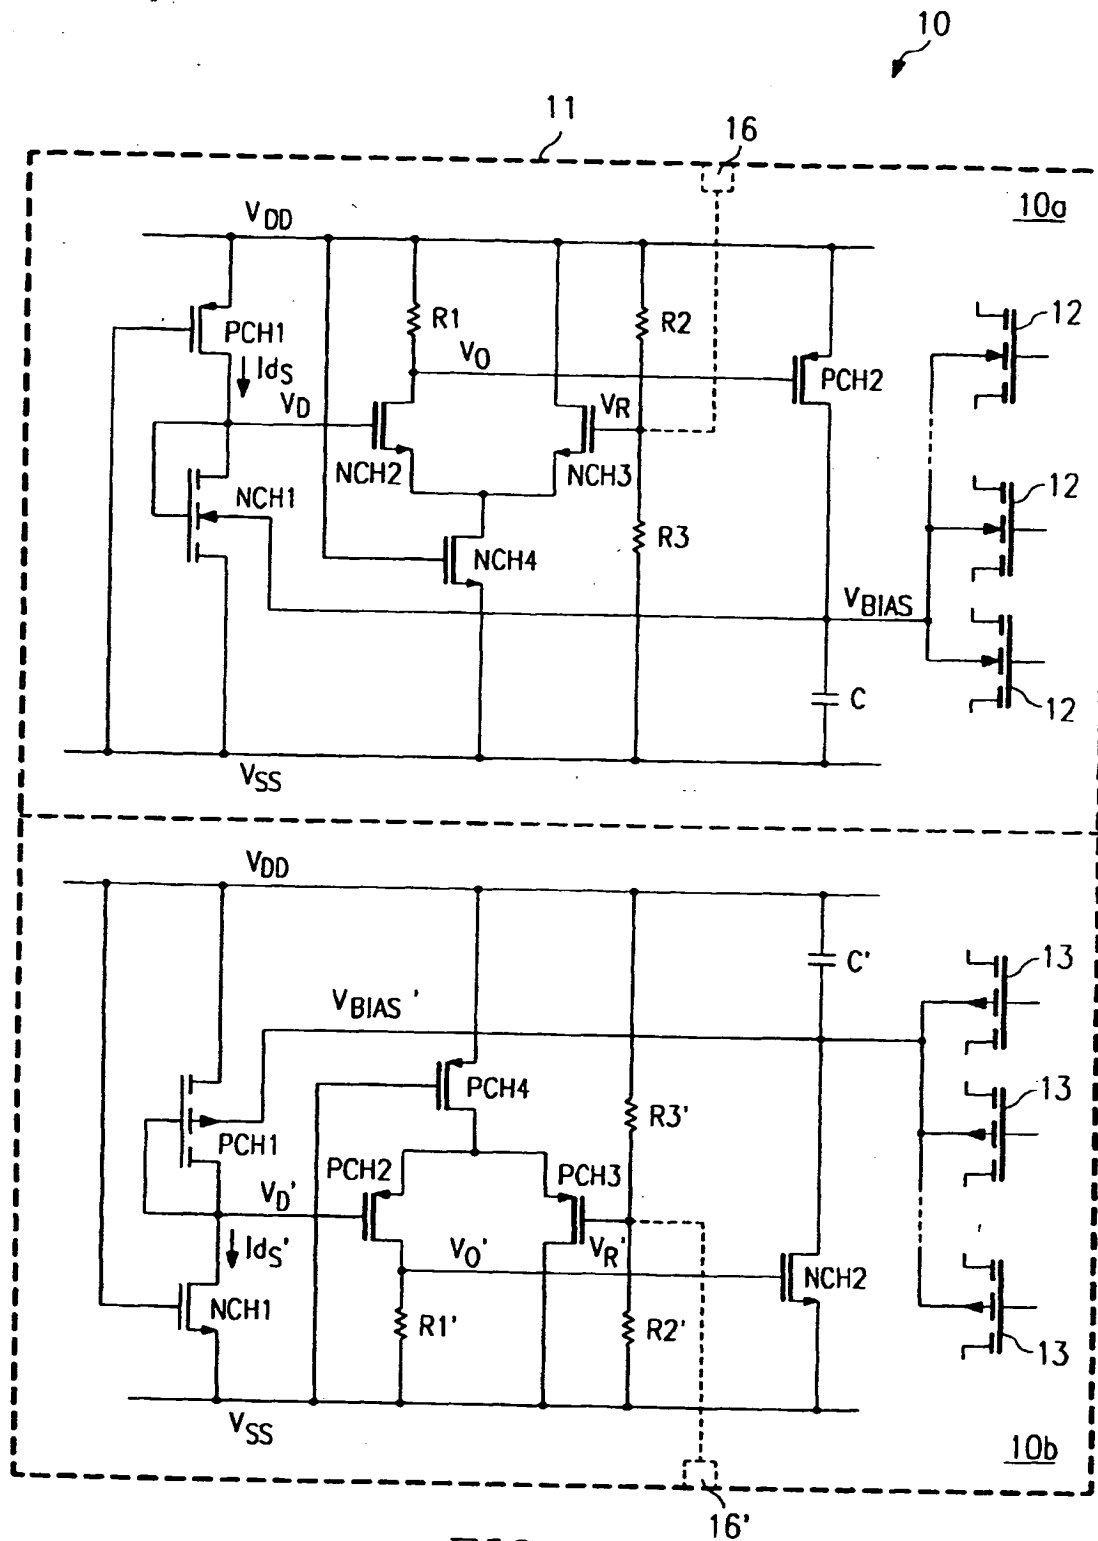 10
11
16
10a
VDD
PCH1
IdS
R1
R2
VO
VD
VR
PCH2
12
NCH2
NCH3
NCH1
12
R3
NCH4
VBIAS
C
12
VSS
VDD
C'
13
VBIAS'
PCH4
13
R3'
PCH1
PCH2
PCH3
VD'
IdS'
VO'
VR'
NCH2
NCH1
R1'
R2'
13
VSS
10b
16'